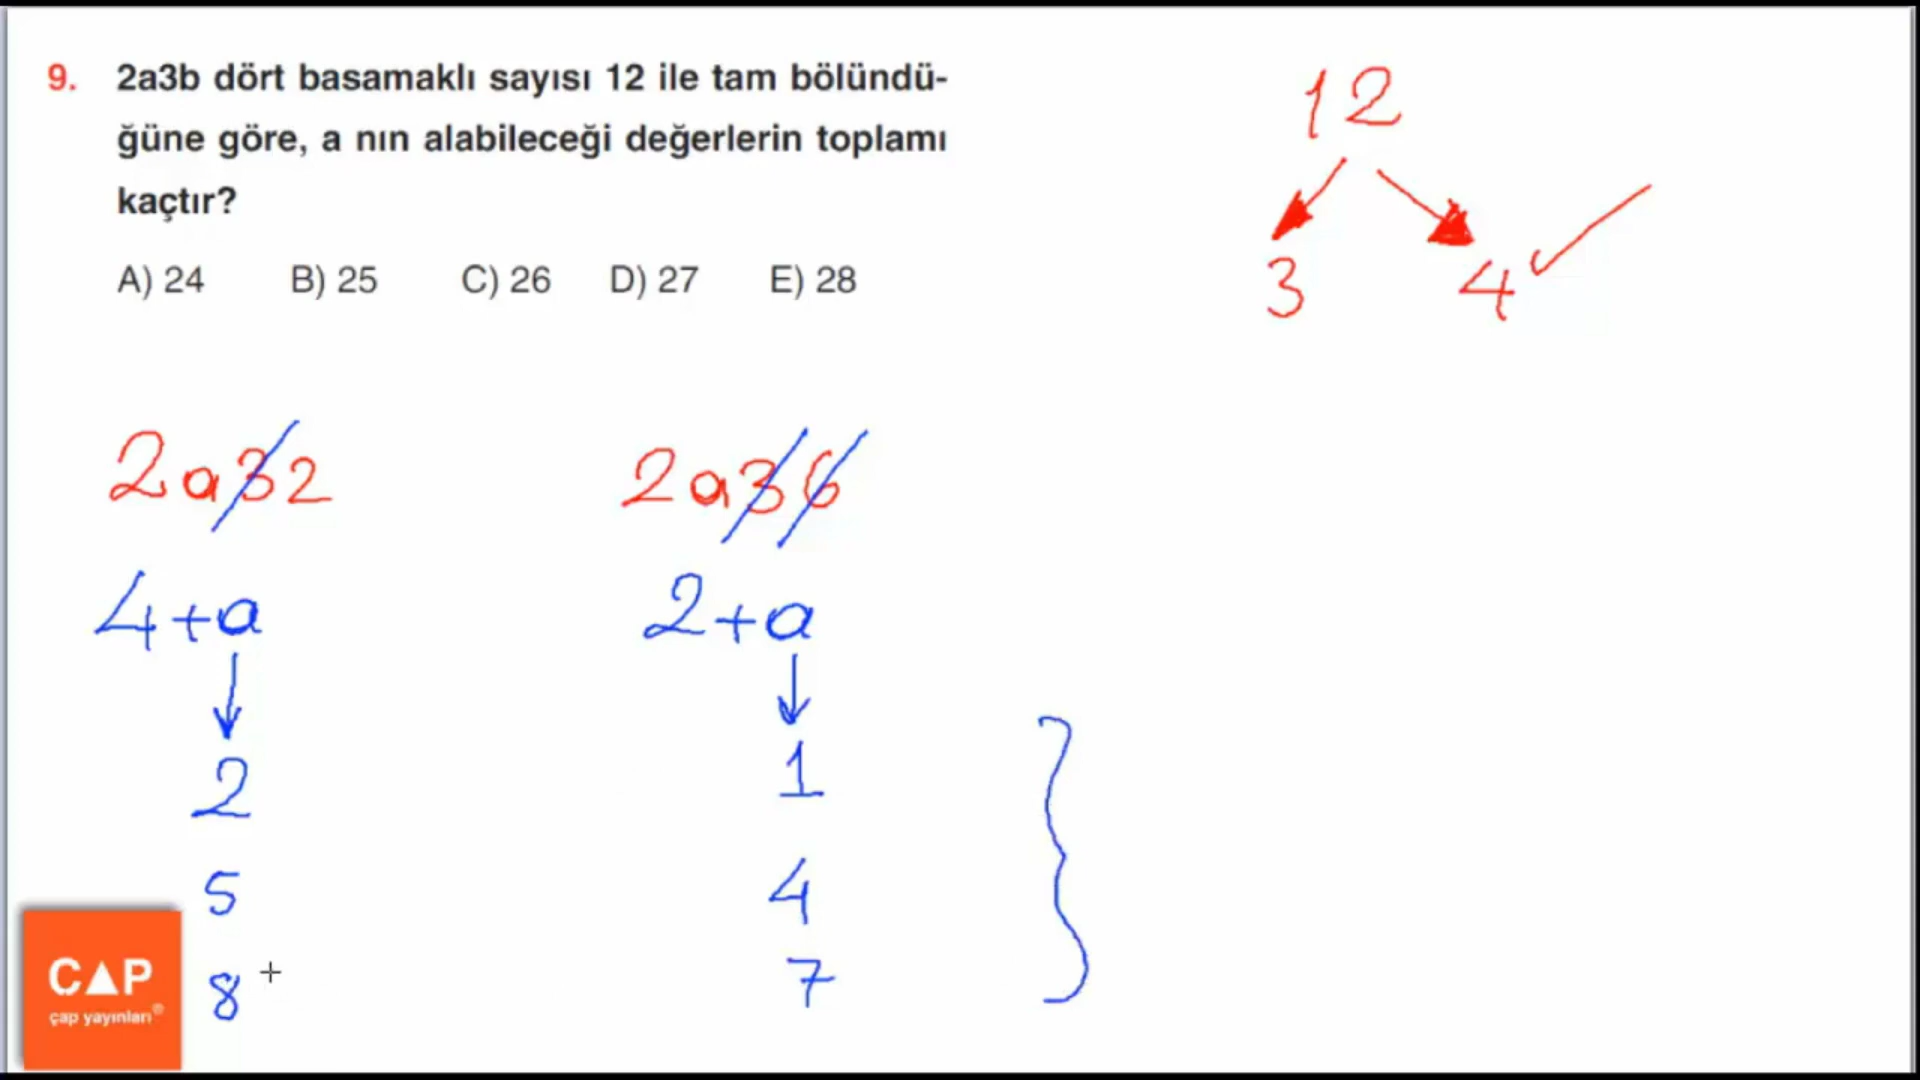 9. 2a3b dört basamaklı sayısı 12 ile tam bölündü-
ğüne göre, a nın alabileceği değerlerin toplamı
kaçtır?
A) 24 B) 25 C) 26 D) 27 E) 28
12
3 4
2a32
4+a
2
5
8
2a36
2+a
1
4
7
ÇAP
çap yayınları®